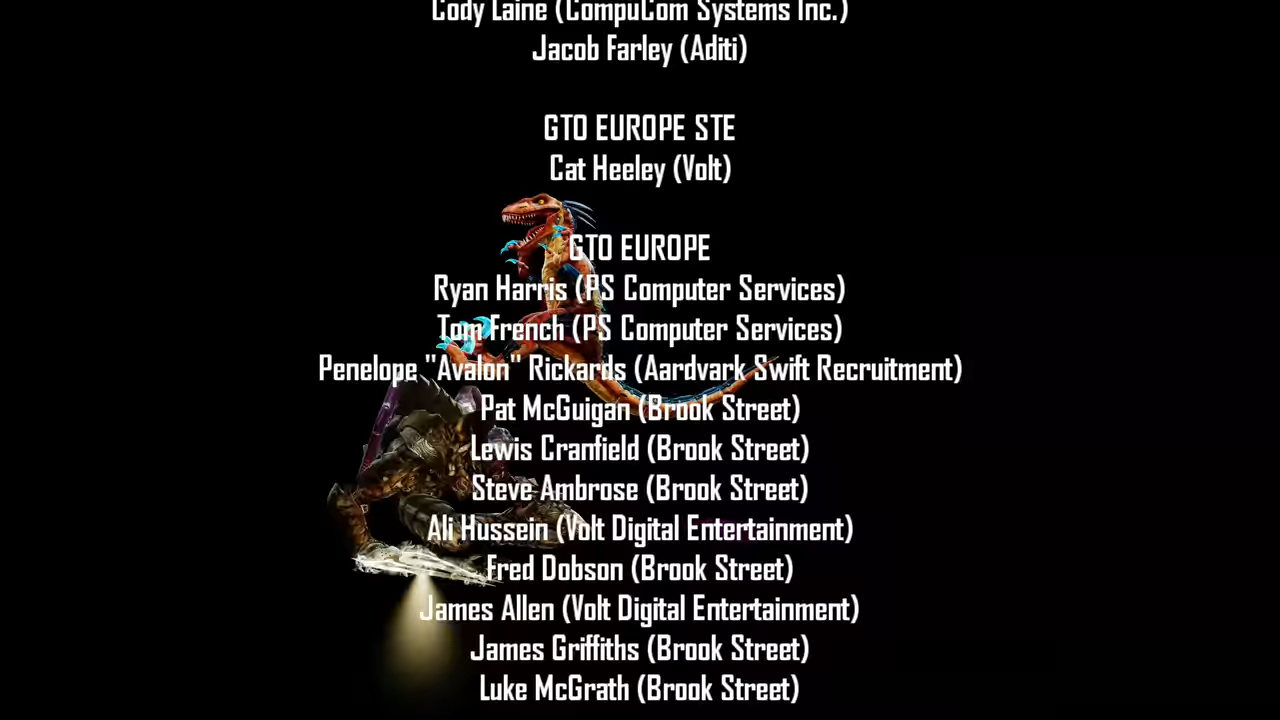 Cody Laine (CompuCom Systems Inc.)
Jacob Farley (Aditi)
GTO EUROPE STE
Cat Heeley (Volt)
GTO EUROPE
Ryan Harris (PS Computer Services)
Tom French (PS Computer Services)
Penelope "Avalon" Rickards (Aardvark Swift Recruitment)
Pat McGuigan (Brook Street)
Lewis Cranfield (Brook Street)
Steve Ambrose (Brook Street)
Ali Hussein (Volt Digital Entertainment)
Fred Dobson (Brook Street)
James Allen (Volt Digital Entertainment)
James Griffiths (Brook Street)
Luke McGrath (Brook Street)